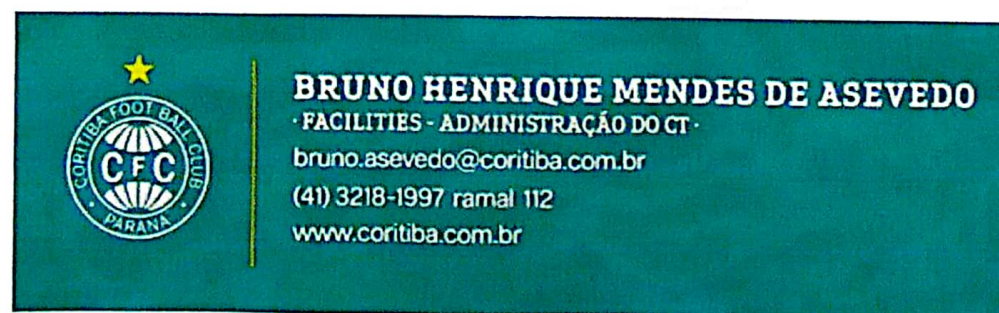 CORITIBA FOOT BALL CLUB
CFC
PARANÁ
BRUNO HENRIQUE MENDES DE ASEVEDO
· FACILITIES - ADMINISTRAÇÃO DO CT ·
bruno.asevedo@coritiba.com.br
(41) 3218-1997 ramal 112
www.coritiba.com.br